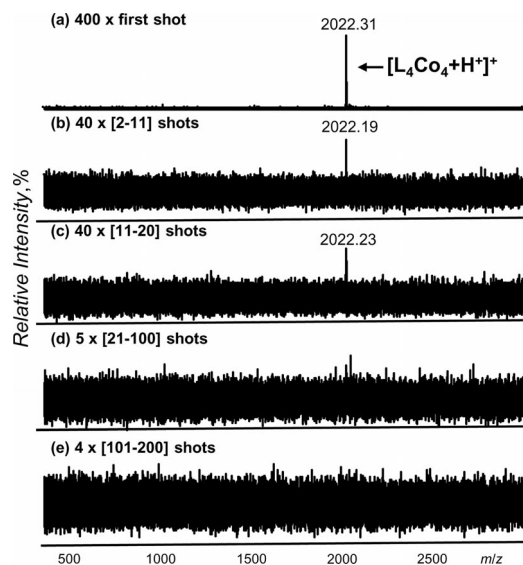 (a) 400 x first shot
2022.31
[L₄Co₄+H⁺]⁺
(b) 40 x [2-11] shots
2022.19
(c) 40 x [11-20] shots
2022.23
(d) 5 x [21-100] shots
(e) 4 x [101-200] shots
Relative Intensity,%
500 1000 1500 2000 2500 m/z